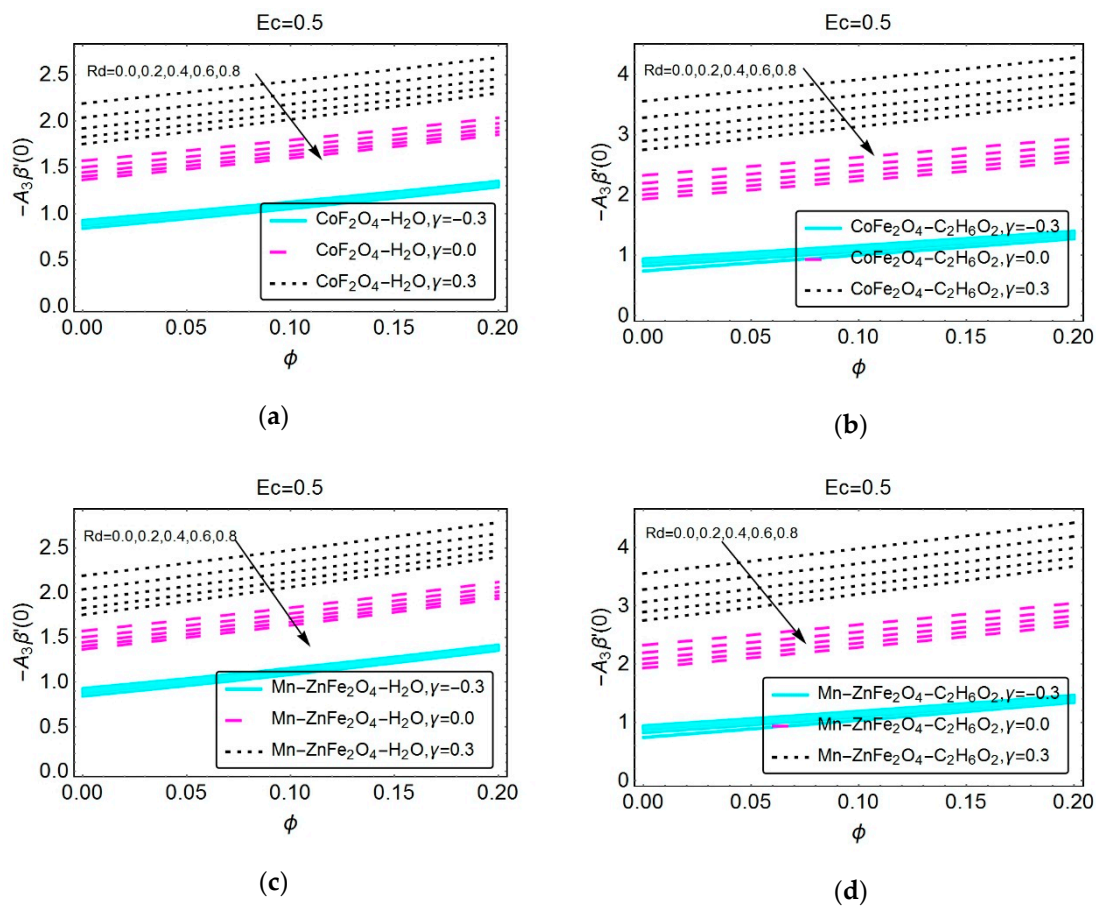 Ec=0.5
−A₃β′(0)
2.5
2.0
1.5
1.0
0.5
0.0
Rd=0.0,0.2,0.4,0.6,0.8
CoF₂O₄−H₂O,γ=−0.3
CoF₂O₄−H₂O,γ=0.0
CoF₂O₄−H₂O,γ=0.3
0.00 0.05 0.10 0.15 0.20
ϕ
(a)
Ec=0.5
−A₃β′(0)
4
3
2
1
0
Rd=0.0,0.2,0.4,0.6,0.8
CoFe₂O₄−C₂H₆O₂,γ=−0.3
CoFe₂O₄−C₂H₆O₂,γ=0.0
CoFe₂O₄−C₂H₆O₂,γ=0.3
0.00 0.05 0.10 0.15 0.20
ϕ
(b)
Ec=0.5
−A₃β′(0)
2.5
2.0
1.5
1.0
0.5
0.0
Rd=0.0,0.2,0.4,0.6,0.8
Mn−ZnFe₂O₄−H₂O,γ=−0.3
Mn−ZnFe₂O₄−H₂O,γ=0.0
Mn−ZnFe₂O₄−H₂O,γ=0.3
0.00 0.05 0.10 0.15 0.20
ϕ
(c)
Ec=0.5
−A₃β′(0)
4
3
2
1
0
Rd=0.0,0.2,0.4,0.6,0.8
Mn−ZnFe₂O₄−C₂H₆O₂,γ=−0.3
Mn−ZnFe₂O₄−C₂H₆O₂,γ=0.0
Mn−ZnFe₂O₄−C₂H₆O₂,γ=0.3
0.00 0.05 0.10 0.15 0.20
ϕ
(d)